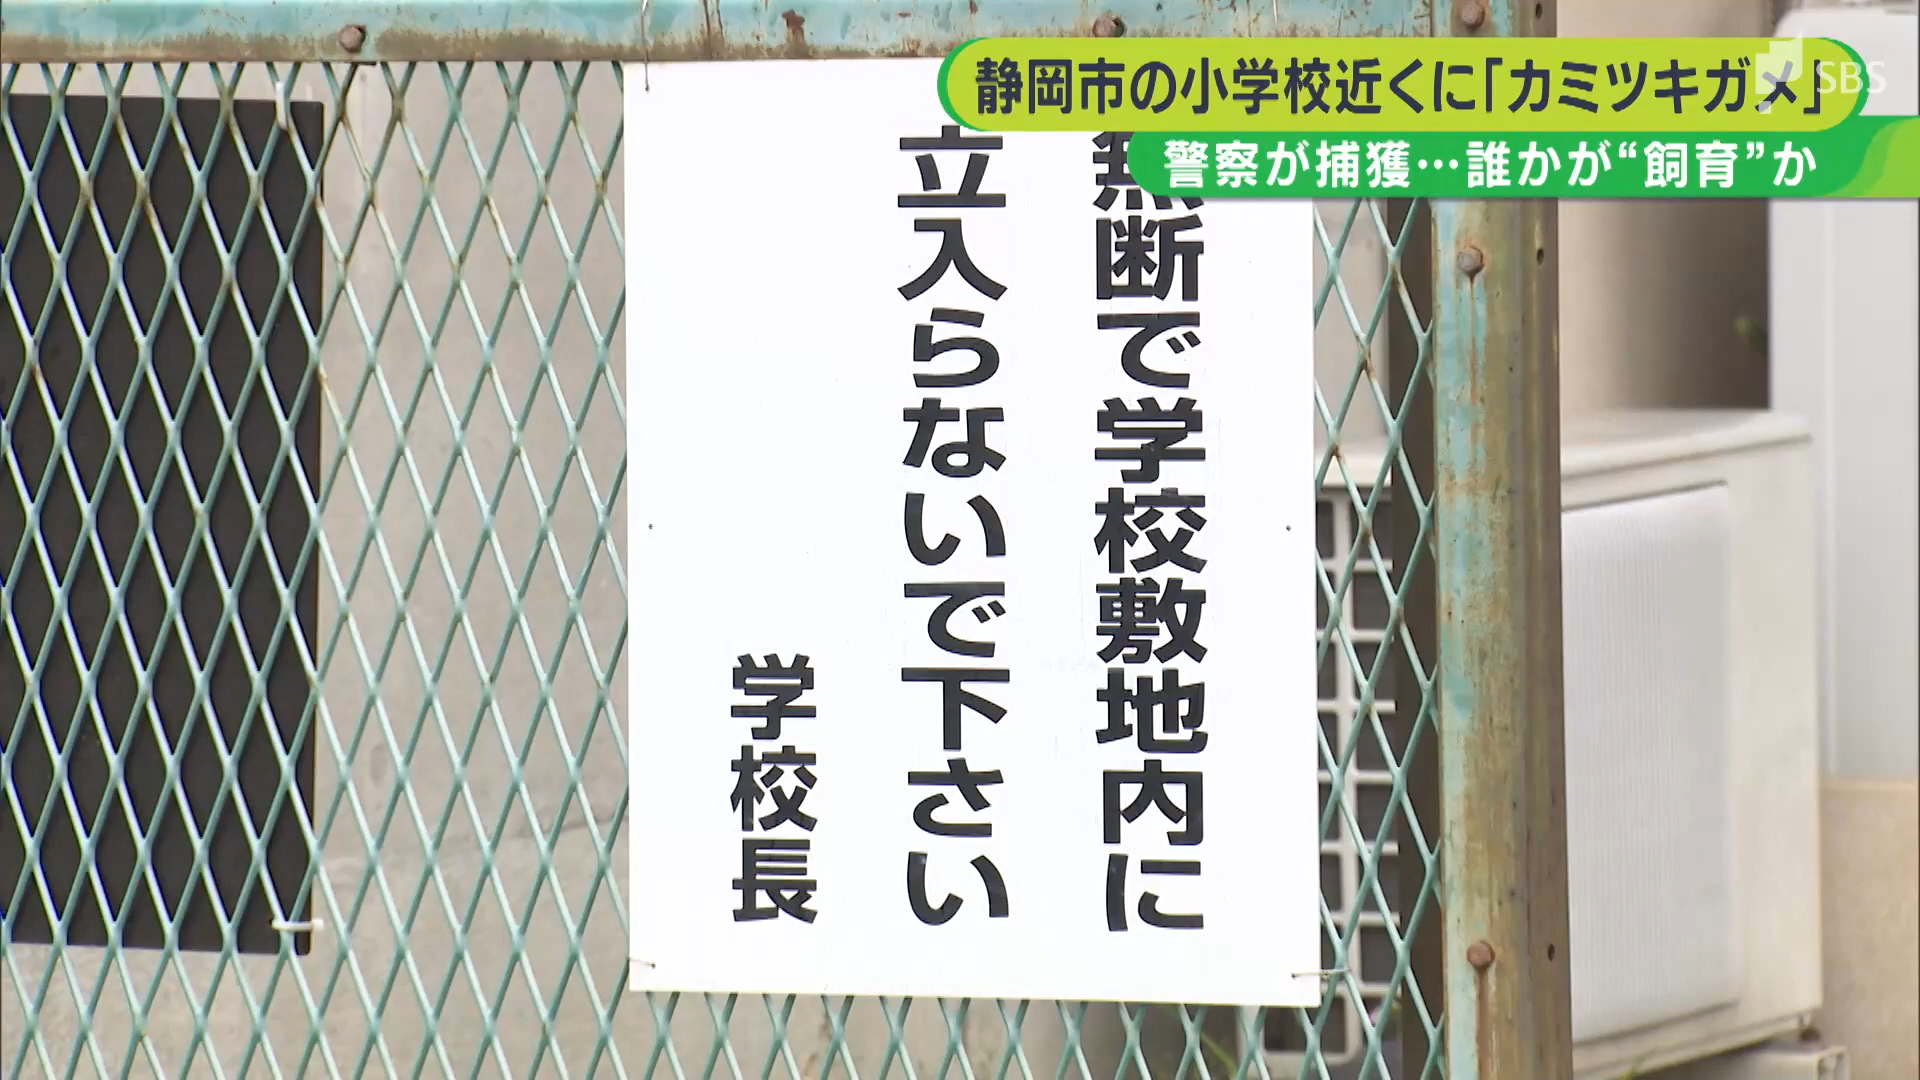 静岡市の小学校近くに「カミツキガメ」
SBS
警察が捕獲…誰かが“飼育”か
無断で学校敷地内に
立入らないで下さい
学校長